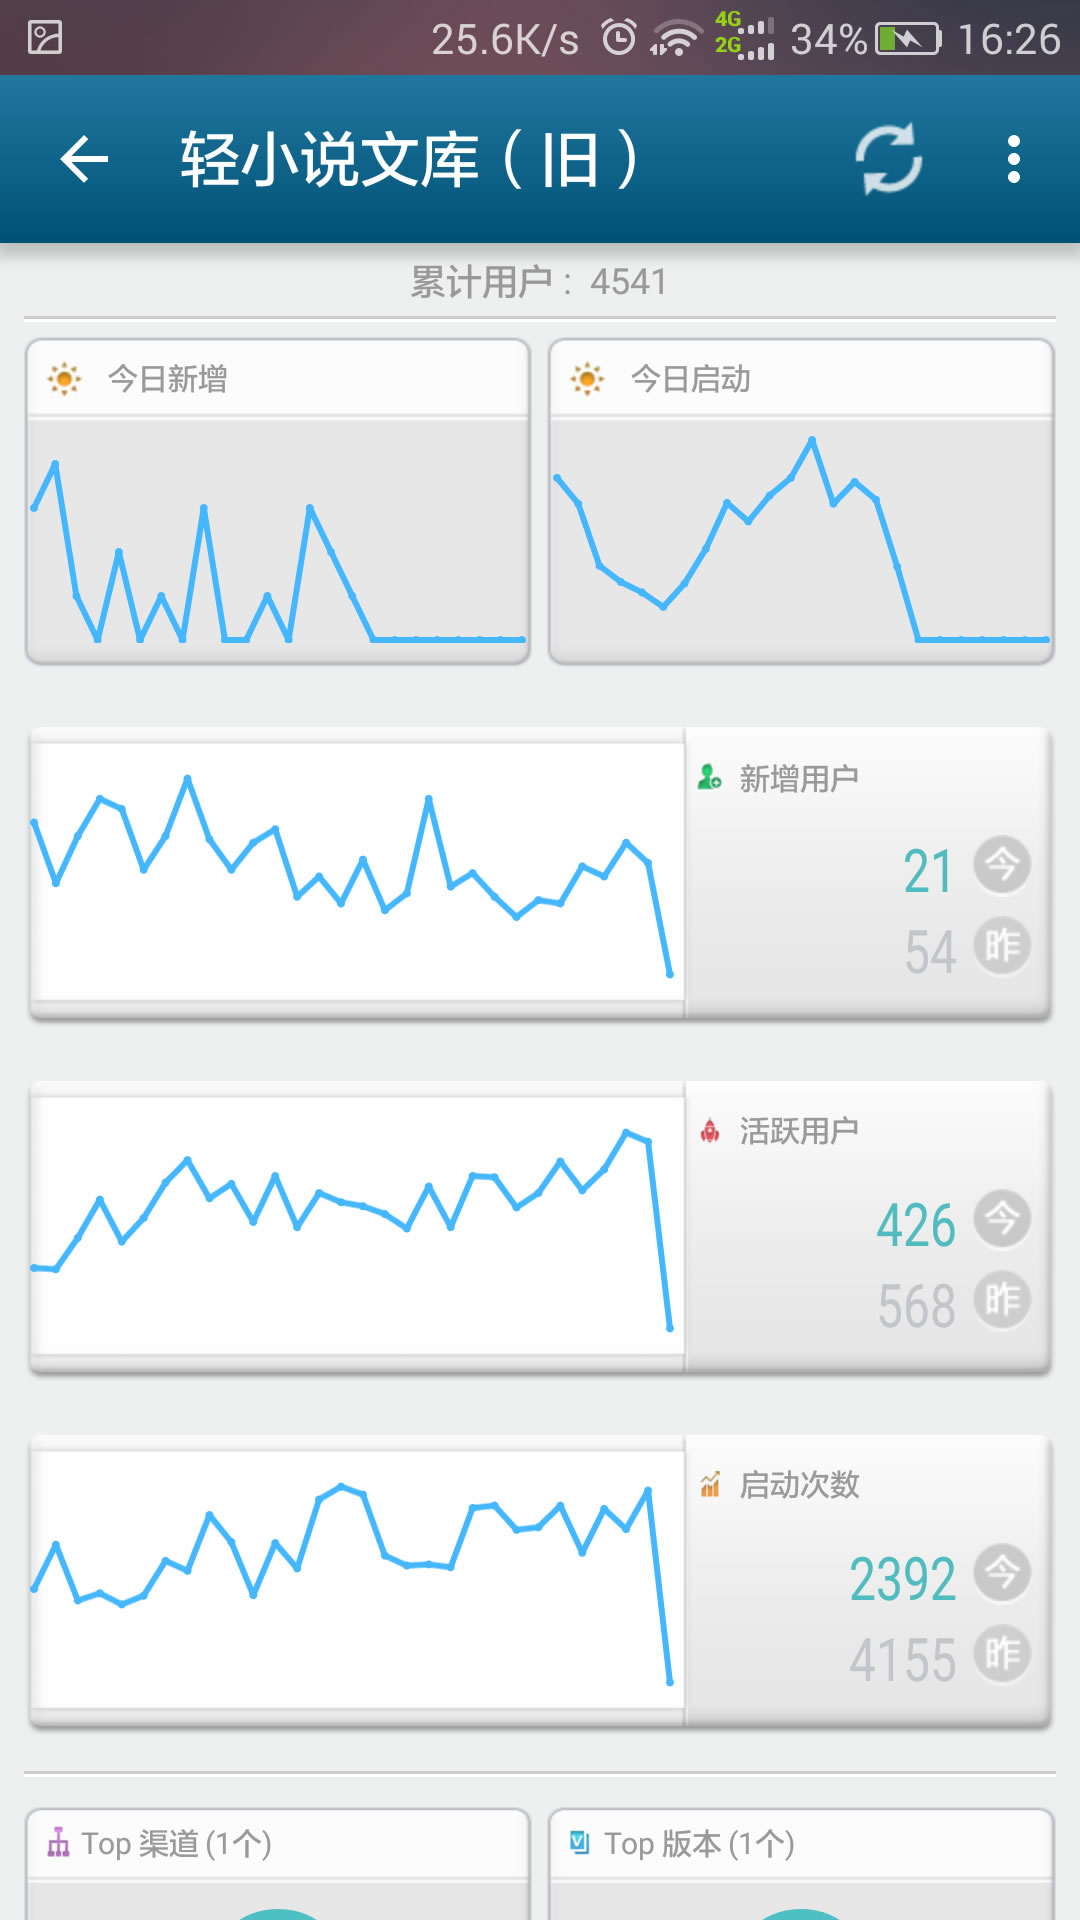 25.6K/s 4G 2G 34% 16:26
轻小说文库（旧）
累计用户：4541
今日新增
今日启动
新增用户
21 今
54 昨
活跃用户
426 今
568 昨
启动次数
2392 今
4155 昨
Top 渠道 (1个)
V Top 版本 (1个)